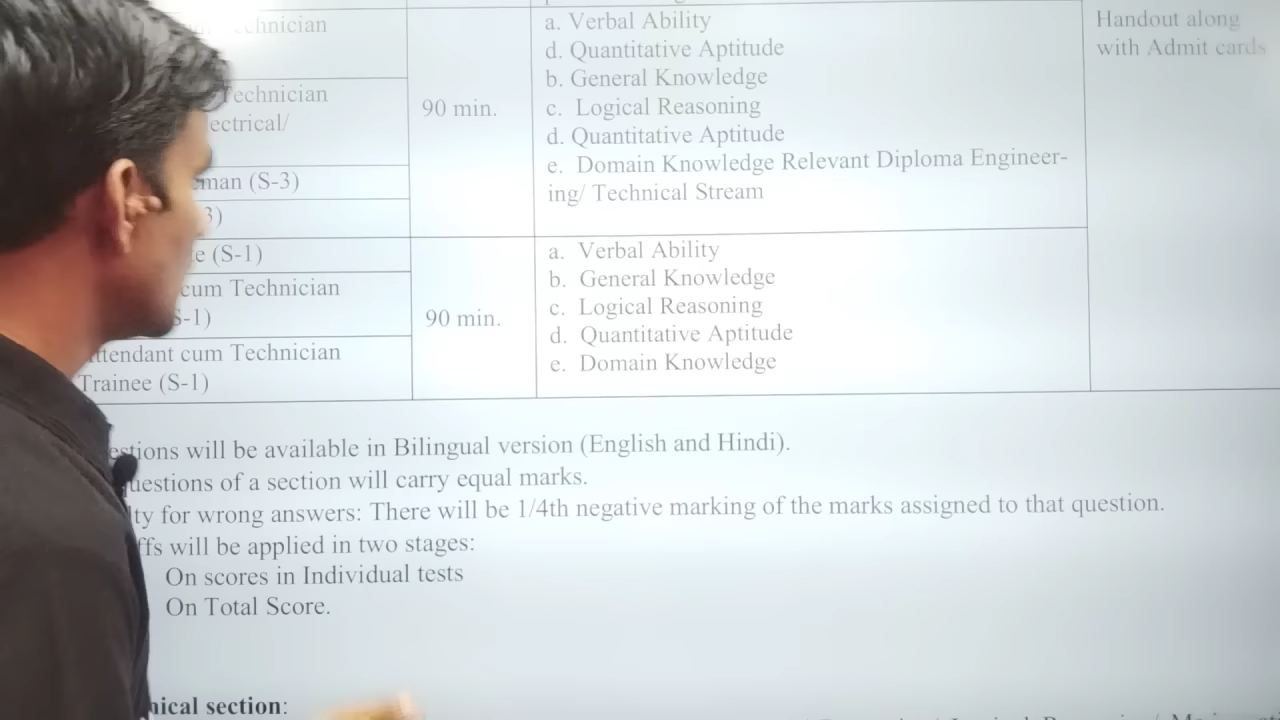 Technician
Technician
ectrical/
man (S-3)
3)
e (S-1)
cum Technician
S-1)
ttendant cum Technician
Trainee (S-1)
90 min.
a. Verbal Ability
d. Quantitative Aptitude
b. General Knowledge
c. Logical Reasoning
d. Quantitative Aptitude
e. Domain Knowledge Relevant Diploma Engineer-
ing/ Technical Stream
Handout along
with Admit cards
90 min.
a. Verbal Ability
b. General Knowledge
c. Logical Reasoning
d. Quantitative Aptitude
e. Domain Knowledge
estions will be available in Bilingual version (English and Hindi).
uestions of a section will carry equal marks.
lty for wrong answers: There will be 1/4th negative marking of the marks assigned to that question.
ffs will be applied in two stages:
On scores in Individual tests
On Total Score.
nical section: